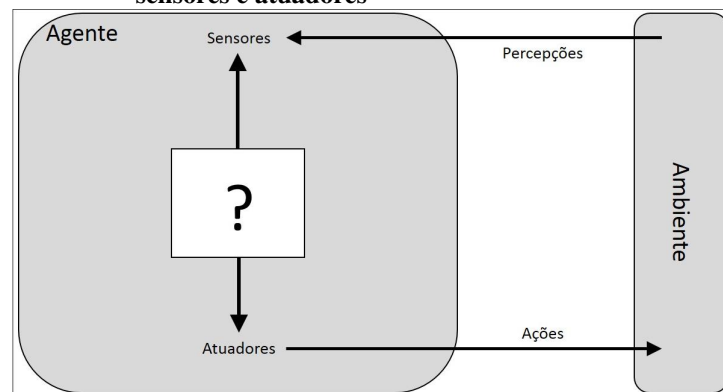 sensores e atuadores
Agente
Sensores
Percepções
?
Ambiente
Ações
Atuadores